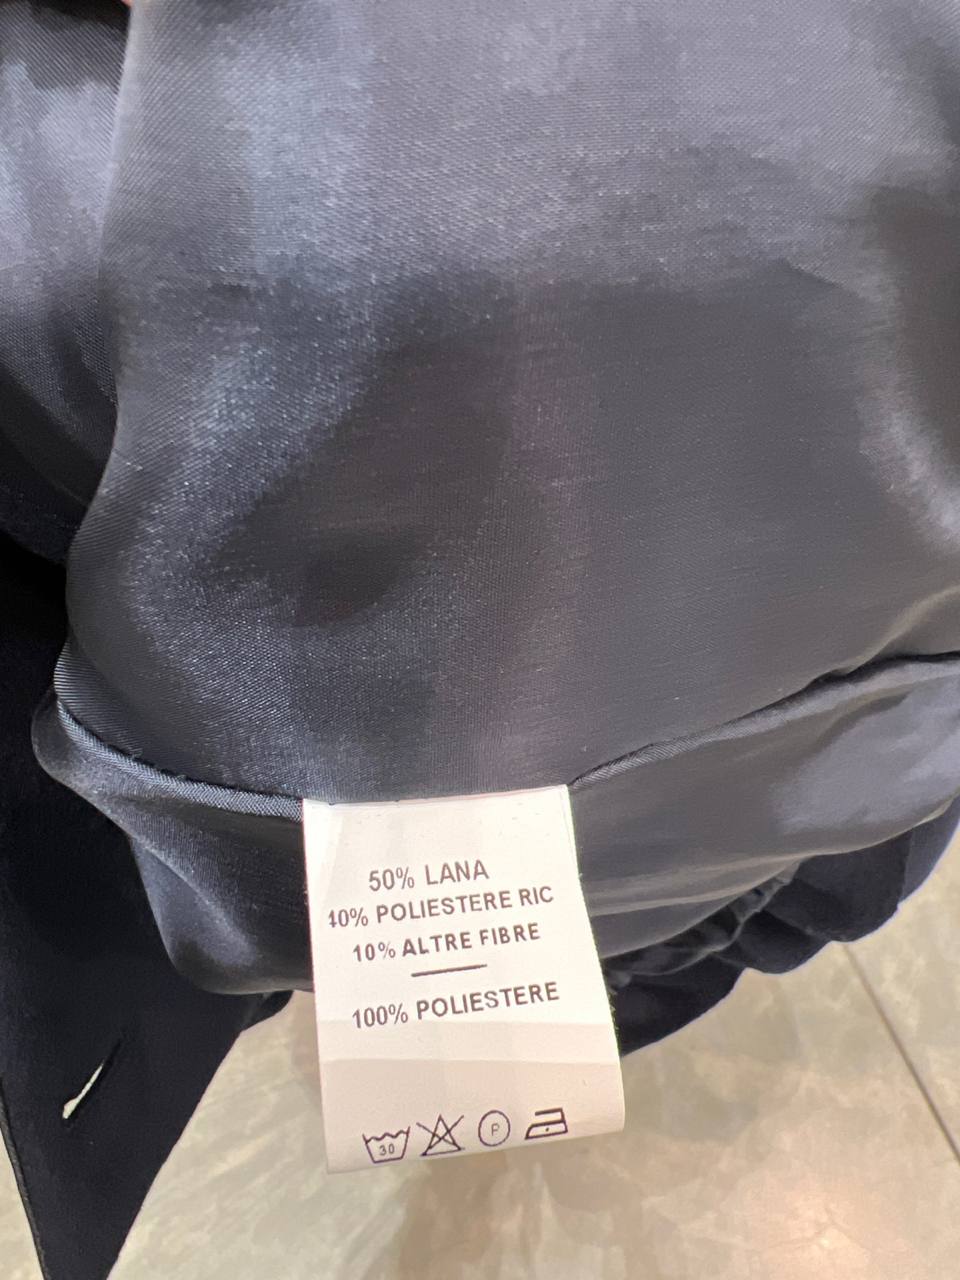 50% LANA
40% POLIESTERE RIC
10% ALTRE FIBRE
100% POLIESTERE
30 P